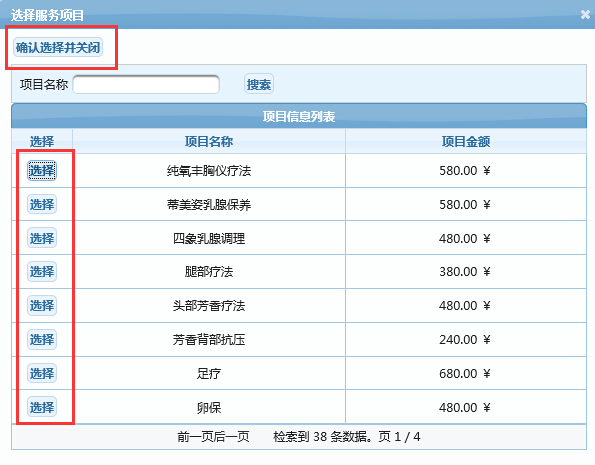 选择服务项目
确认选择并关闭
项目名称 搜索
项目信息列表
选择 项目名称 项目金额
选择 纯氧丰胸仪疗法 580.00 ¥
选择 蒂美姿乳腺保养 580.00 ¥
选择 四象乳腺调理 480.00 ¥
选择 腿部疗法 380.00 ¥
选择 头部芳香疗法 480.00 ¥
选择 芳香背部抗压 240.00 ¥
选择 足疗 680.00 ¥
选择 卵保 480.00 ¥
前一页后一页 检索到 38 条数据。页 1 / 4